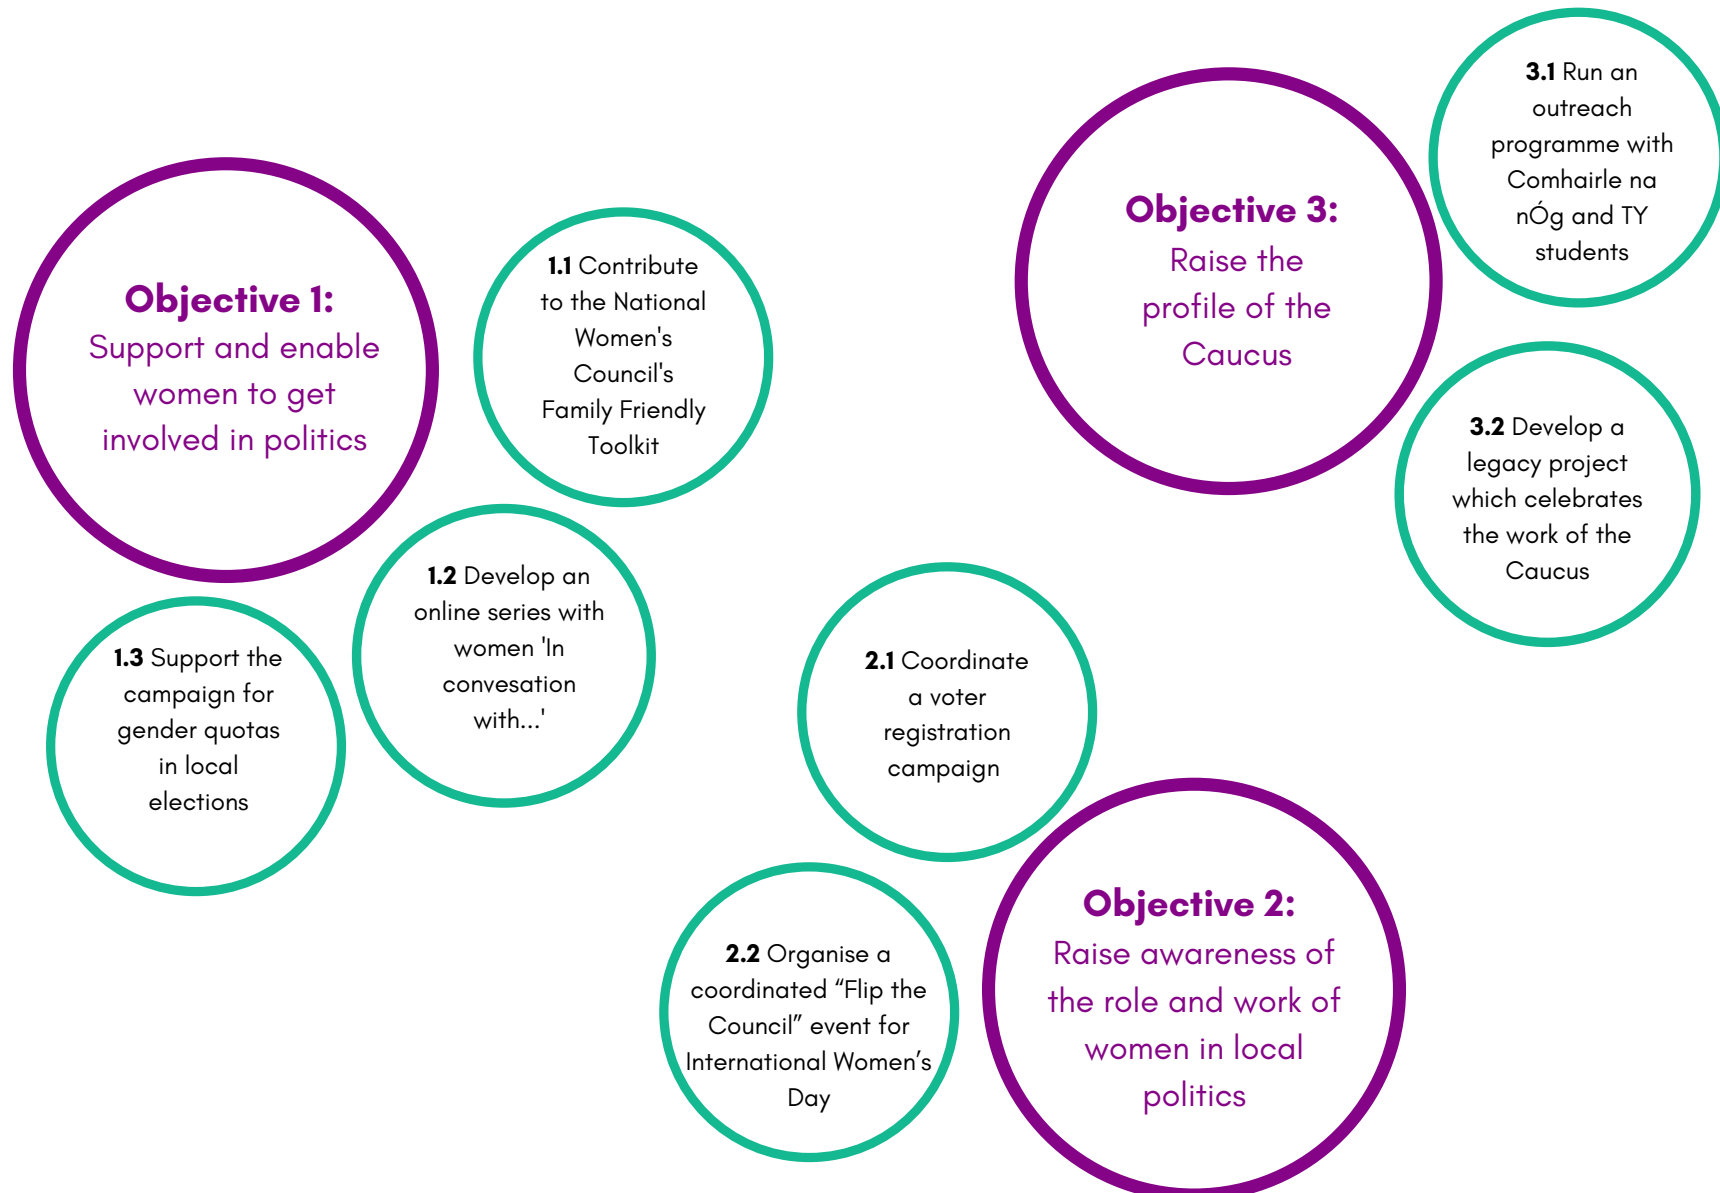 Objective 1:
Support and enable
women to get
involved in politics
1.1 Contribute
to the National
Women's
Council's
Family Friendly
Toolkit
1.2 Develop an
online series with
women 'In
convesation
with...'
1.3 Support the
campaign for
gender quotas
in local
elections
Objective 2:
Raise awareness of
the role and work of
women in local
politics
2.1 Coordinate
a voter
registration
campaign
2.2 Organise a
coordinated “Flip the
Council” event for
International Women’s
Day
Objective 3:
Raise the
profile of the
Caucus
3.1 Run an
outreach
programme with
Comhairle na
nÓg and TY
students
3.2 Develop a
legacy project
which celebrates
the work of the
Caucus